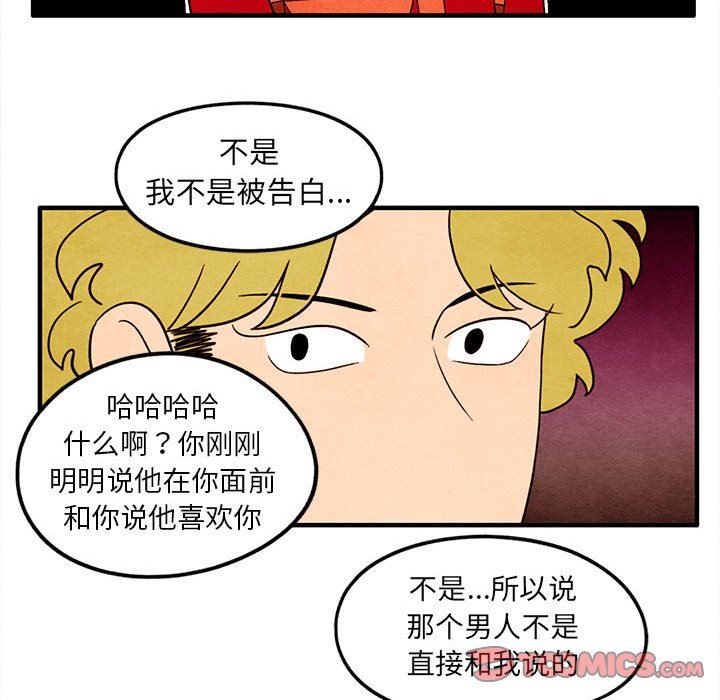 不是
我不是被告白...
哈哈哈哈
什么啊？你刚刚
明明说他在你面前
和你说他喜欢你
不是...所以说
那个男人不是
直接和我说的
BTSMICS.COM